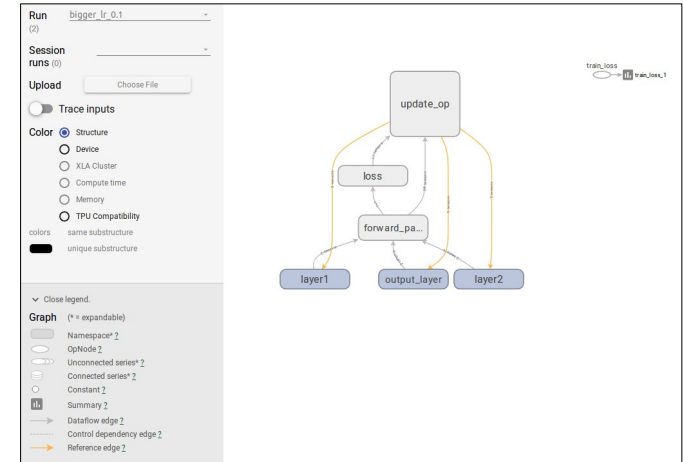 Run bigger_lr_0.1
(2)
Session
runs (0)
Upload Choose File
Trace inputs
Color Structure
Device
XLA Cluster
Compute time
Memory
TPU Compatibility
colors same substructure
unique substructure
Close legend.
Graph (* = expandable)
Namespace* ?
OpNode ?
Unconnected series* ?
Connected series* ?
Constant ?
Summary ?
Dataflow edge ?
Control dependency edge ?
Reference edge ?
update_op
loss
forward_pa...
layer1
output_layer
layer2
train_loss
train_loss_1